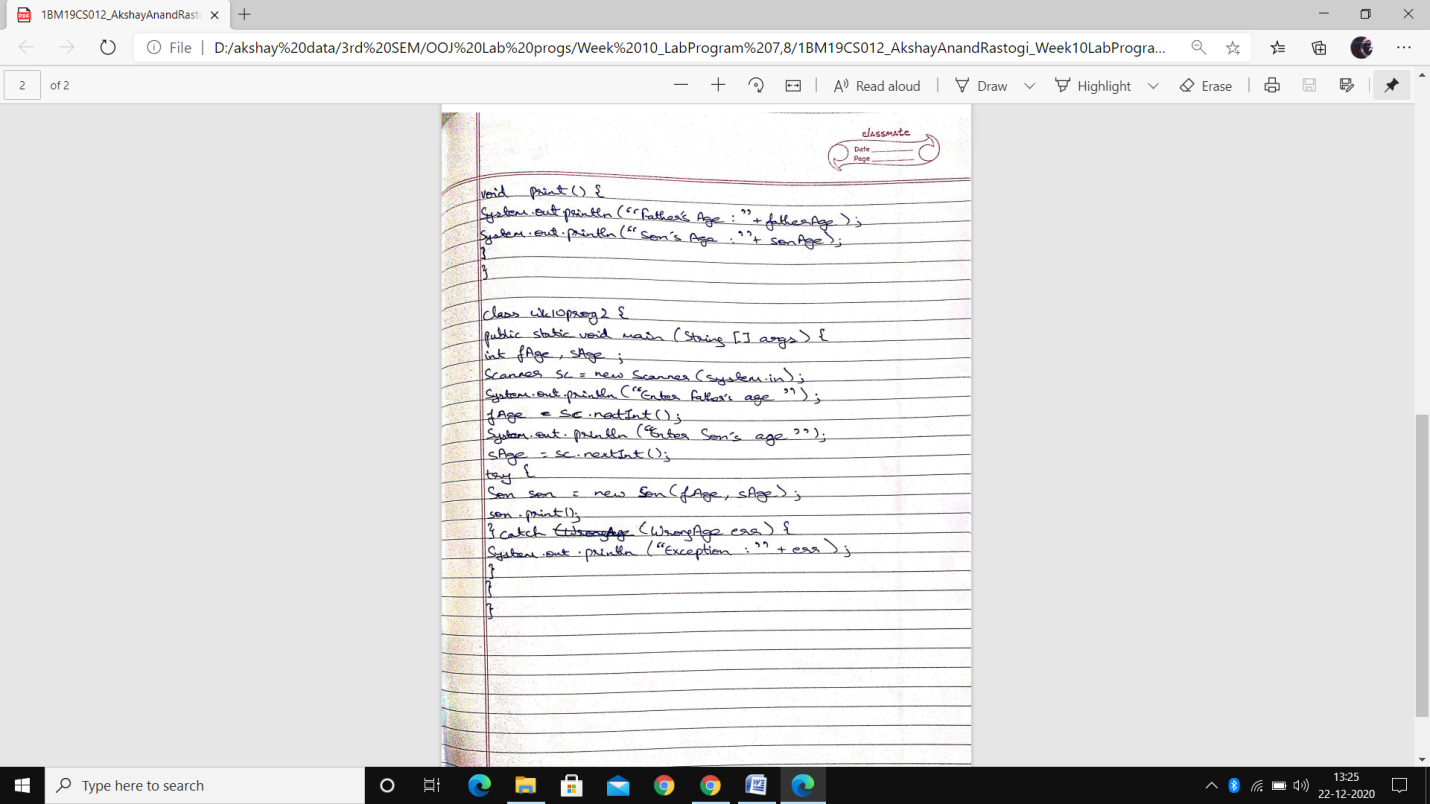 1BM19CS012_AkshayAnandRast
File
D:/akshay%20data/3rd%20SEM/OOJ%20Lab%20progs/Week%2010_LabProgram%207,8/1BM19CS012_AkshayAnandRastogi_Week10LabProgra...
2 of 2
Read aloud
Draw
Highlight
Erase
classmate
Date
Page
void print() {
System.out println ("Father's Age : "+ fatherAge );
System.out.println (" Son's Age : "+ sonAge);
}
}
class wk10prog2 {
public static void main (String [] args) {
int fAge , sAge ;
Scanner sc = new Scanner (System.in);
System.out.println ("Enter Father's age ");
fAge = sc.nextInt();
System.out.println ("Enter Son's age ");
sAge = sc.nextInt();
try {
Son son = new Son (fAge, sAge);
son.print();
} catch (WrongAge (WrongAge err) {
System.out.println ("Exception : " + err );
}
}
}
Type here to search
13:25
22-12-2020